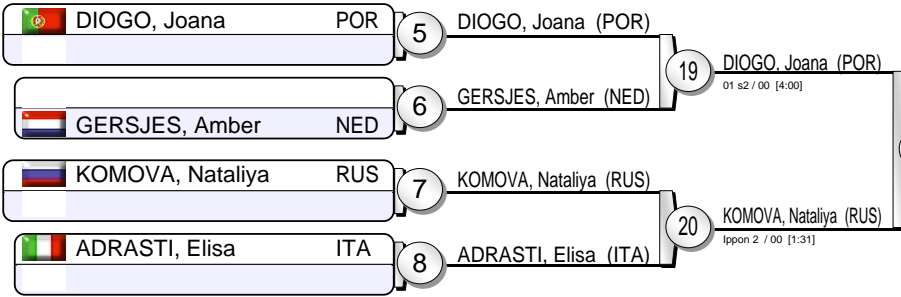 DIOGO, Joana POR
5
DIOGO, Joana (POR)
19
DIOGO, Joana (POR)
01 s2 / 00 [4:00]
GERSJES, Amber NED
6
GERSJES, Amber (NED)
KOMOVA, Nataliya RUS
7
KOMOVA, Nataliya (RUS)
20
KOMOVA, Nataliya (RUS)
Ippon 2 / 00 [1:31]
ADRASTI, Elisa ITA
8
ADRASTI, Elisa (ITA)